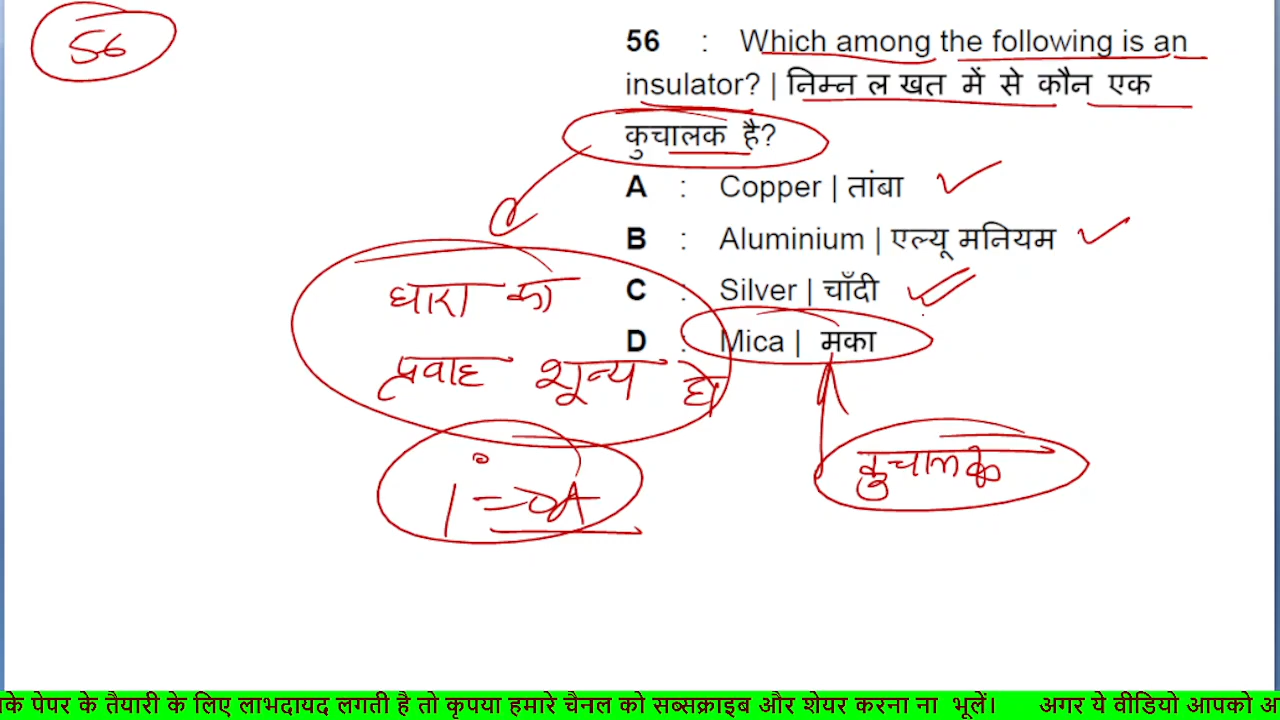 56
56 : Which among the following is an
insulator? | निम्न ल खत में से कौन एक
कुचालक है?
A : Copper | तांबा
B : Aluminium | एल्यू मनियम
C : Silver | चाँदी
D : Mica | मका
धारा का
प्रवाह शून्य हो
कुचालक
i = 0A
के पेपर के तैयारी के लिए लाभदायद लगती है तो कृपया हमारे चैनल को सब्सक्राइब और शेयर करना ना भूलें। अगर ये वीडियो आपको अ